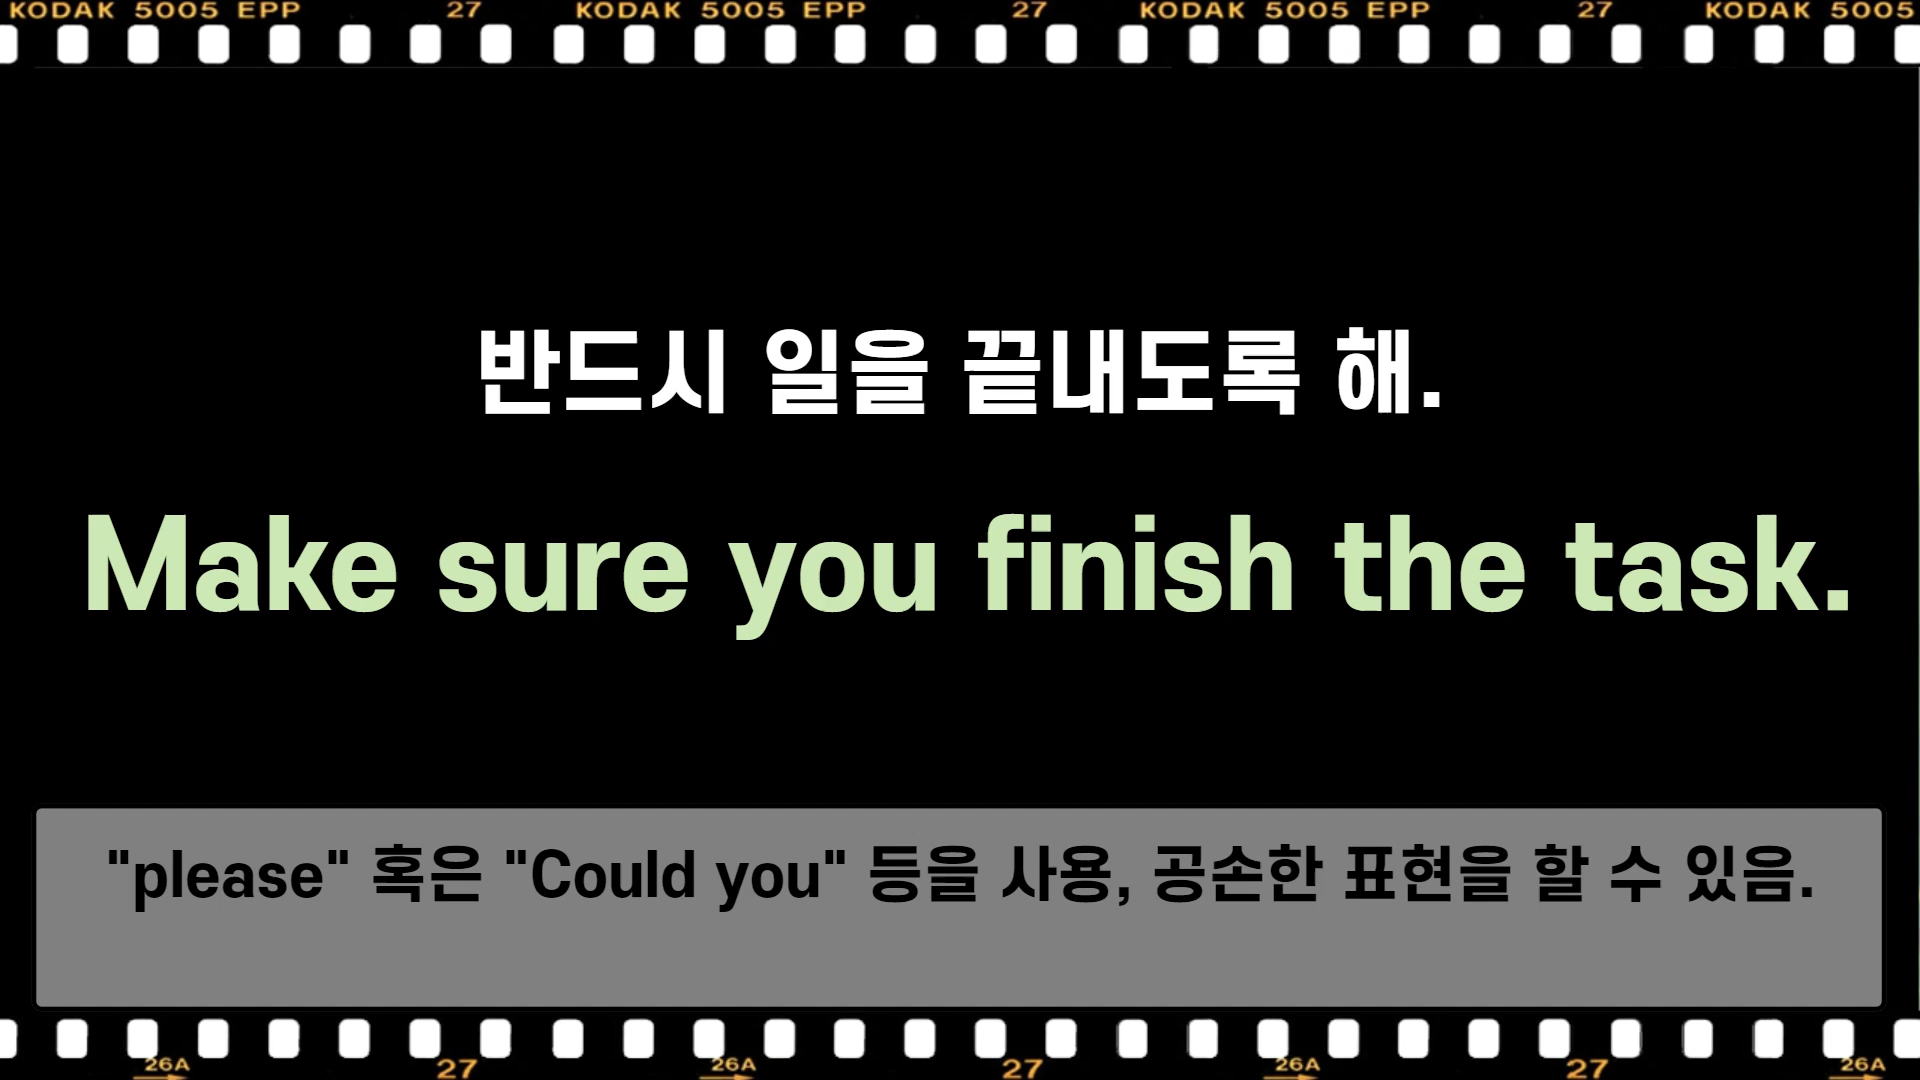 KODAK 5005 EPP 27 KODAK 5005 EPP 27 KODAK 5005 EPP 27 KODAK 5005
반드시 일을 끝내도록 해.
Make sure you finish the task.
"please" 혹은 "Could you" 등을 사용, 공손한 표현을 할 수 있음.
26A 27 26A 27 26A 27 26A